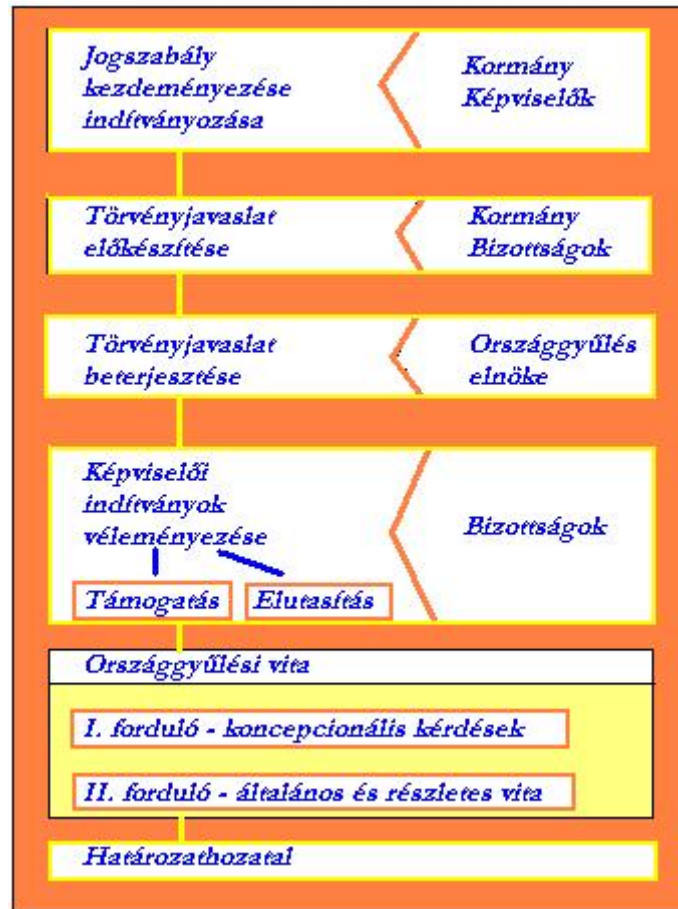 Jogszabály
kezdeményezése
indítványozása
Kormány
Képviselők
Törvényjavaslat
előkészítése
Kormány
Bizottságok
Törvényjavaslat
beterjesztése
Országgyűlés
elnöke
Képviselői
indítványok
véleményezése
Támogatás
Elutasítás
Bizottságok
Országgyűlési vita
I. forduló - koncepcionális kérdések
II. forduló - általános és részletes vita
Határozathozatal